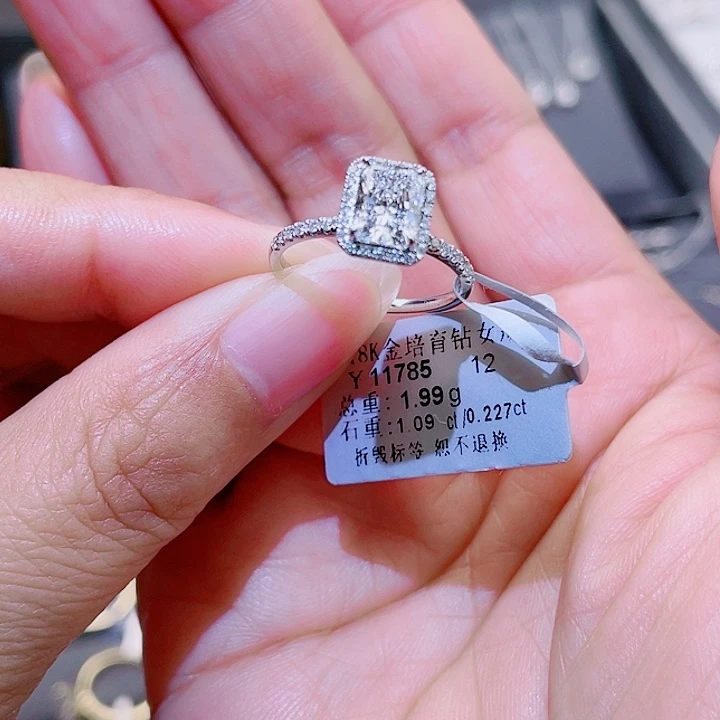 .8K金培育钻女
¥11785 12
总重: 1.99g
石重:1.09 ct/0.227ct
折毁标签 恕不退换